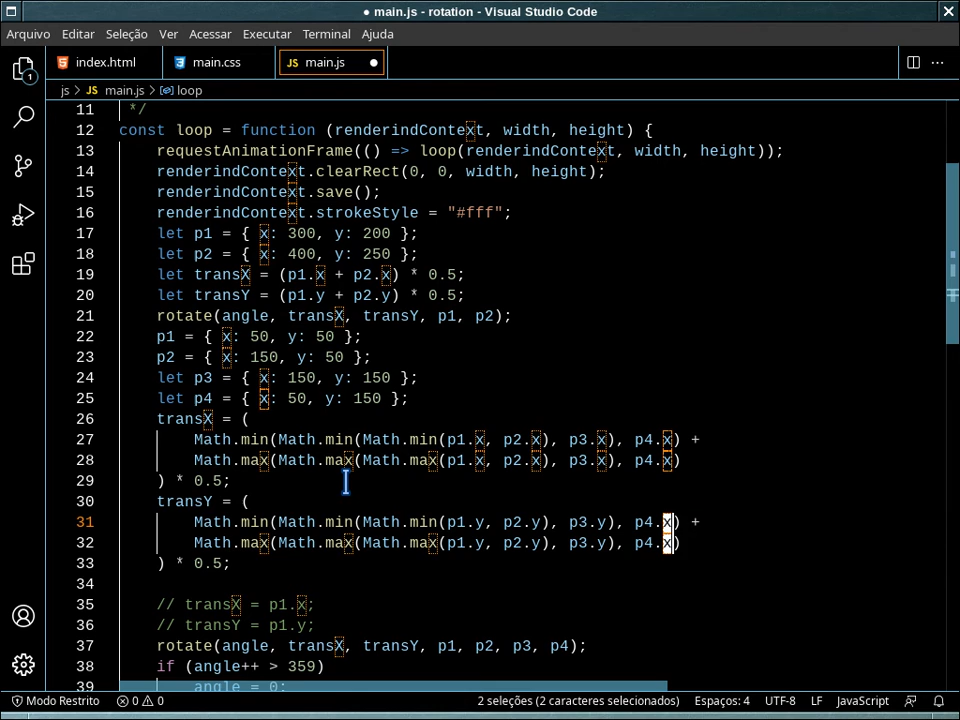 ● main.js - rotation - Visual Studio Code
Arquivo Editar Seleção Ver Acessar Executar Terminal Ajuda
index.html main.css JS main.js ●
js > JS main.js > loop
11 */
12 const loop = function (renderindContext, width, height) {
13 requestAnimationFrame(() => loop(renderindContext, width, height));
14 renderindContext.clearRect(0, 0, width, height);
15 renderindContext.save();
16 renderindContext.strokeStyle = "#fff";
17 let p1 = { x: 300, y: 200 };
18 let p2 = { x: 400, y: 250 };
19 let transX = (p1.x + p2.x) * 0.5;
20 let transY = (p1.y + p2.y) * 0.5;
21 rotate(angle, transX, transY, p1, p2);
22 p1 = { x: 50, y: 50 };
23 p2 = { x: 150, y: 50 };
24 let p3 = { x: 150, y: 150 };
25 let p4 = { x: 50, y: 150 };
26 transX = (
27 Math.min(Math.min(Math.min(p1.x, p2.x), p3.x), p4.x) +
28 Math.max(Math.max(Math.max(p1.x, p2.x), p3.x), p4.x)
29 ) * 0.5;
30 transY = (
31 Math.min(Math.min(Math.min(p1.y, p2.y), p3.y), p4.x) +
32 Math.max(Math.max(Math.max(p1.y, p2.y), p3.y), p4.x)
33 ) * 0.5;
34
35 // transX = p1.x;
36 // transY = p1.y;
37 rotate(angle, transX, transY, p1, p2, p3, p4);
38 if (angle++ > 359)
39 angle = 0;
1
Modo Restrito 0 0 2 seleções (2 caracteres selecionados) Espaços: 4 UTF-8 LF JavaScript